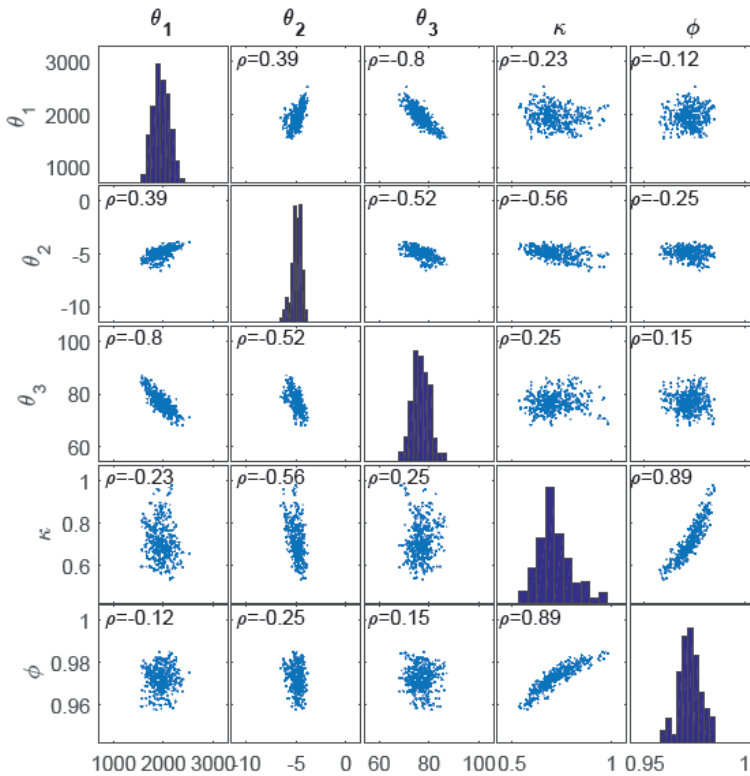 θ1 θ2 θ3 κ ϕ
θ1 3000 2000 1000 ρ=0.39 ρ=-0.8 ρ=-0.23 ρ=-0.12
θ2 0 -5 -10 ρ=0.39 ρ=-0.52 ρ=-0.56 ρ=-0.25
θ3 100 80 60 ρ=-0.8 ρ=-0.52 ρ=0.25 ρ=0.15
κ 1 0.8 0.6 ρ=-0.23 ρ=-0.56 ρ=0.25 ρ=0.89
ϕ 1 0.98 0.96 ρ=-0.12 ρ=-0.25 ρ=0.15 ρ=0.89
1000 2000 3000 -10 -5 0 60 80 100 0.5 1 0.95 1